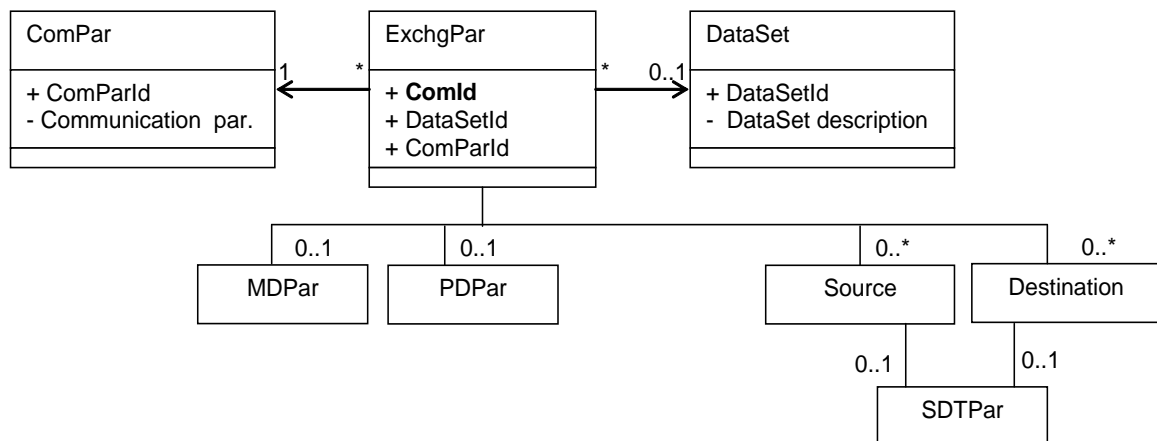 ComPar
+ ComParId
- Communication par.
1
*
ExchgPar
+ ComId
+ DataSetId
+ ComParId
*
0..1
DataSet
+ DataSetId
- DataSet description
0..1
0..1
0..*
0..*
MDPar
PDPar
Source
Destination
0..1
0..1
SDTPar